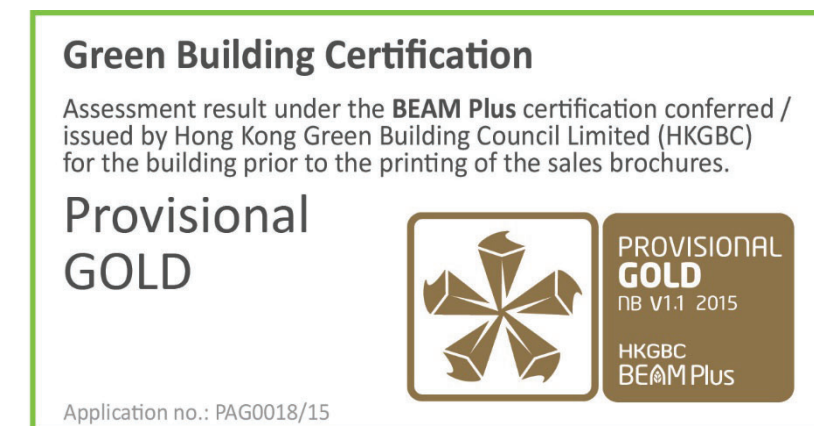 Green Building Certification
Assessment result under the BEAM Plus certification conferred /
issued by Hong Kong Green Building Council Limited (HKGBC)
for the building prior to the printing of the sales brochures.
Provisional
GOLD
PROVISIONAL
GOLD
NB V1.1 2015
HKGBC
BEAM Plus
Application no.: PAG0018/15